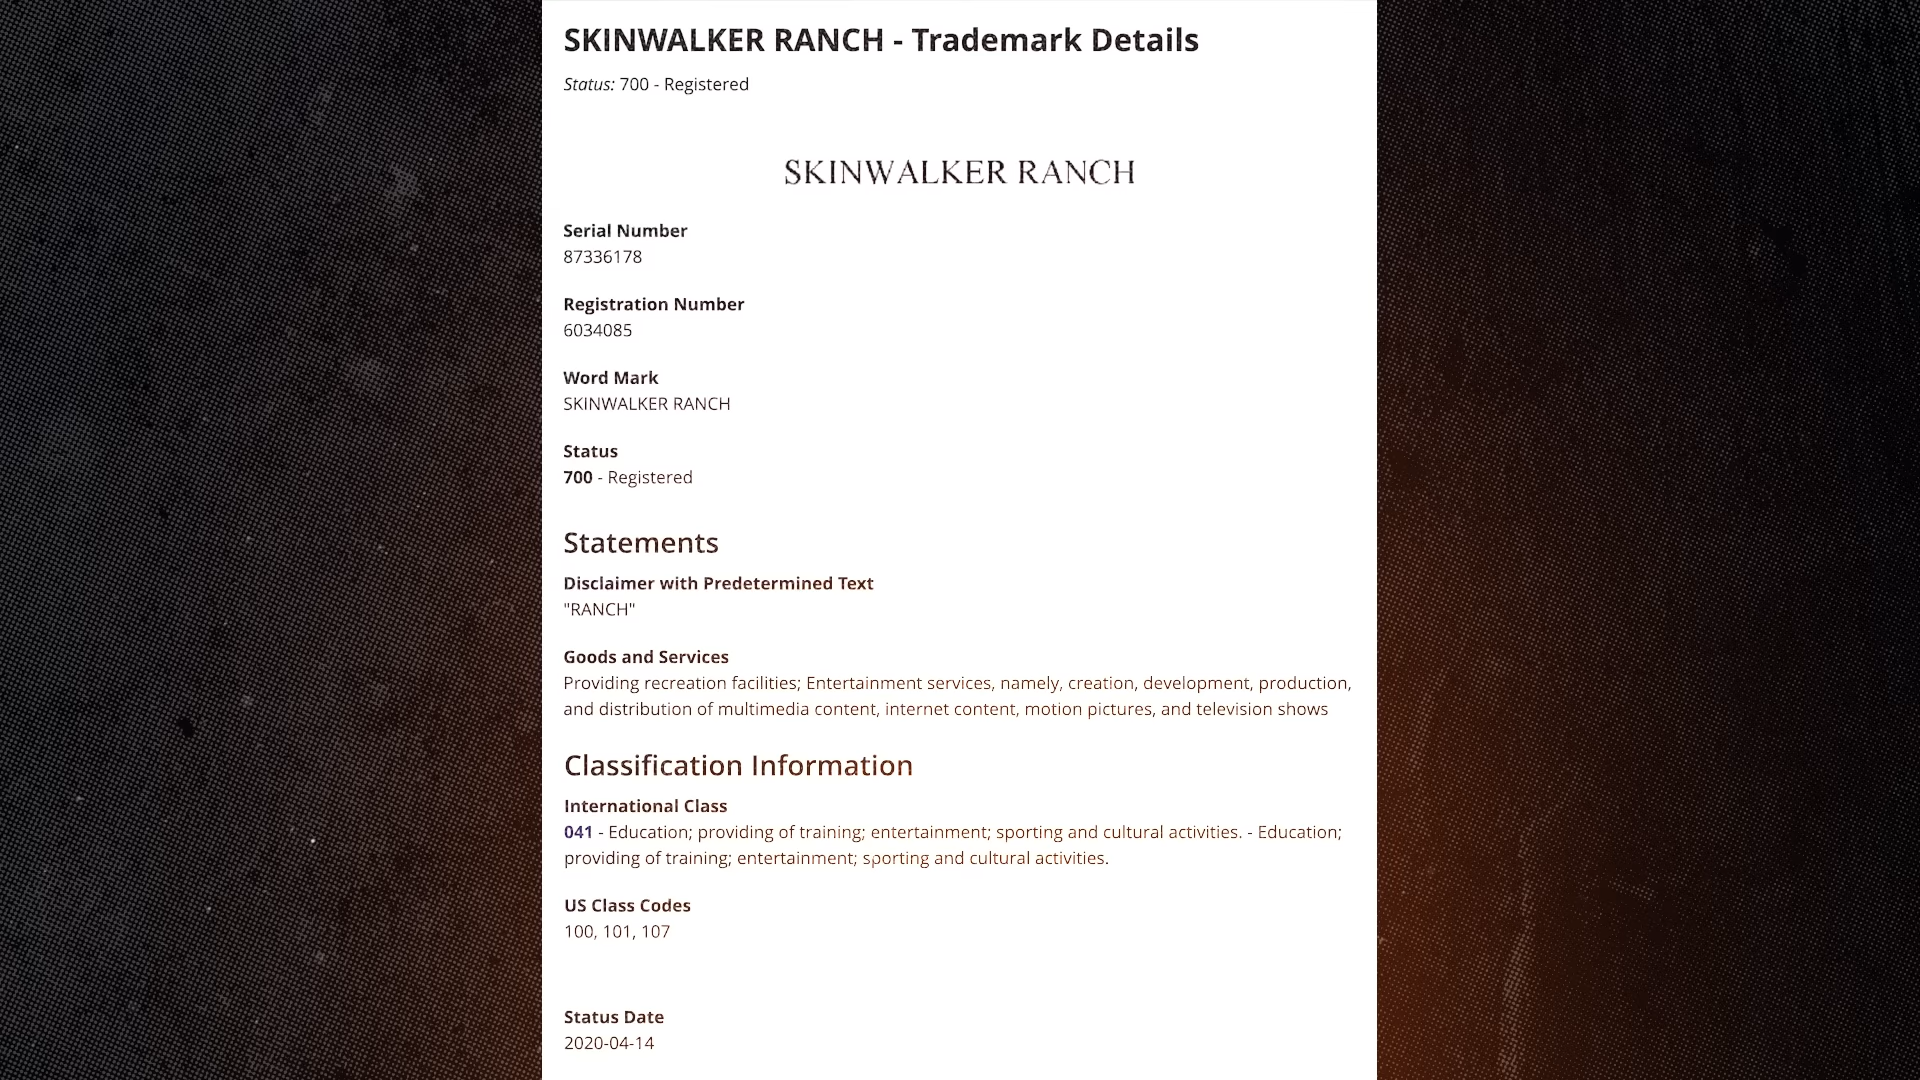 SKINWALKER RANCH - Trademark Details
Status: 700 - Registered
SKINWALKER RANCH
Serial Number
87336178
Registration Number
6034085
Word Mark
SKINWALKER RANCH
Status
700 - Registered
Statements
Disclaimer with Predetermined Text
"RANCH"
Goods and Services
Providing recreation facilities; Entertainment services, namely, creation, development, production,
and distribution of multimedia content, internet content, motion pictures, and television shows
Classification Information
International Class
041 - Education; providing of training; entertainment; sporting and cultural activities. - Education;
providing of training; entertainment; sporting and cultural activities.
US Class Codes
100, 101, 107
Status Date
2020-04-14